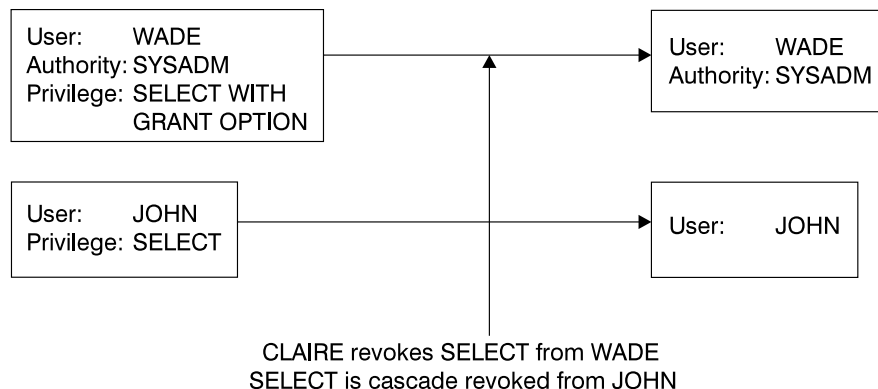 User: WADE
Authority: SYSADM
Privilege: SELECT WITH
GRANT OPTION
User: WADE
Authority: SYSADM
User: JOHN
Privilege: SELECT
User: JOHN
CLAIRE revokes SELECT from WADE
SELECT is cascade revoked from JOHN